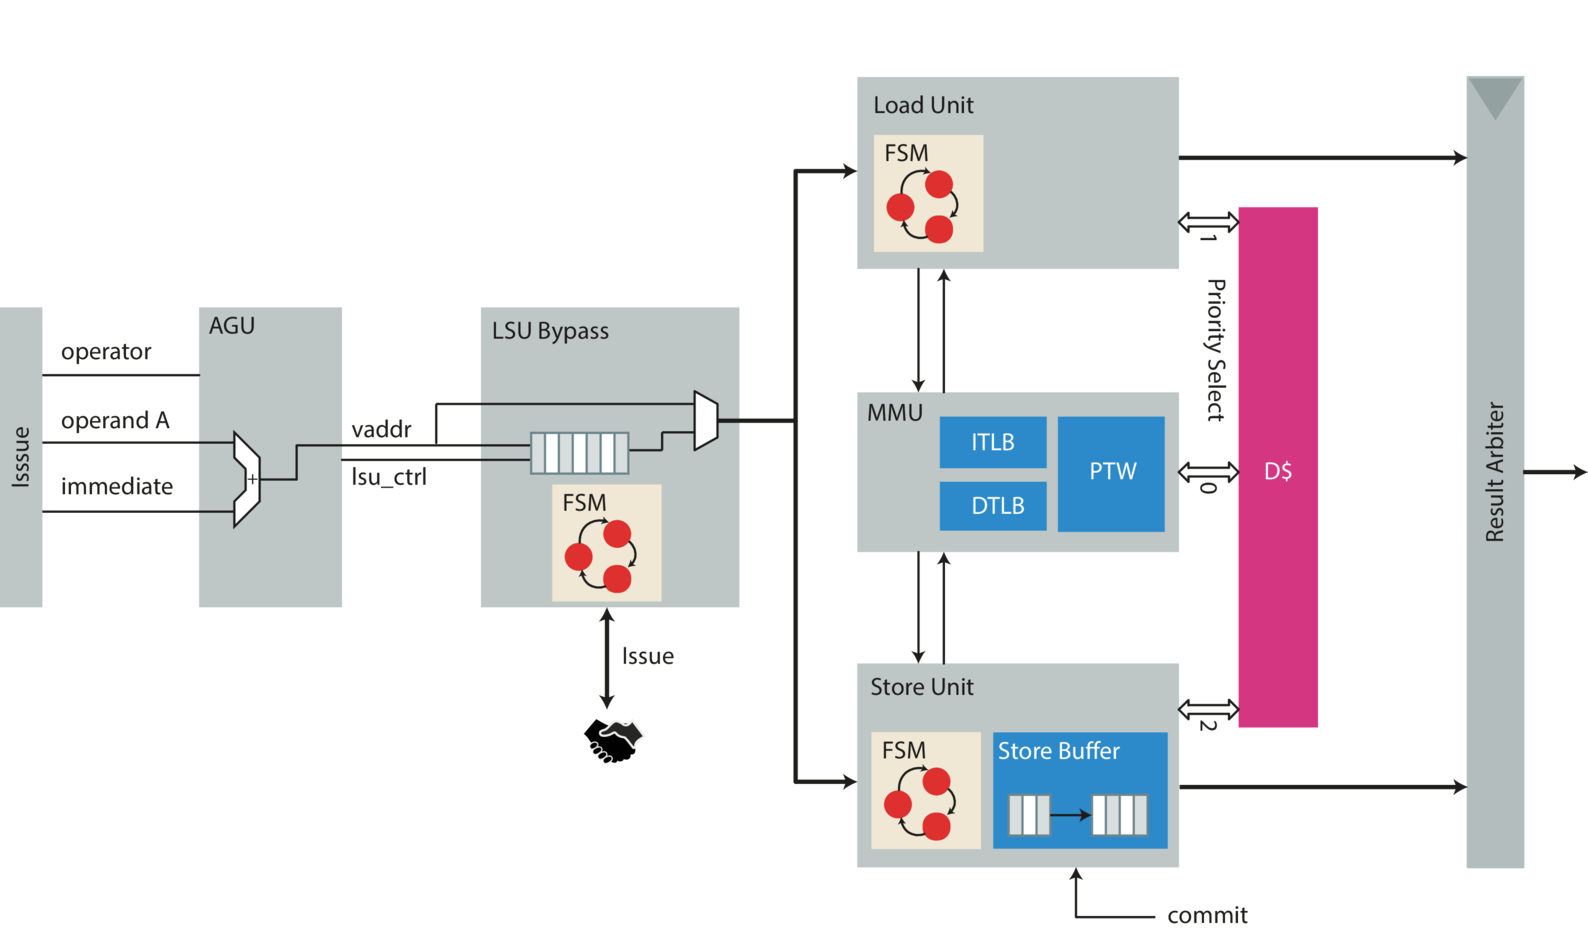 Isssue
operator
operand A
immediate
AGU
+
vaddr
lsu_ctrl
LSU Bypass
FSM
Issue
Load Unit
FSM
MMU
ITLB
DTLB
PTW
Store Unit
FSM
Store Buffer
commit
1
Priority Select
0
2
D$
Result Arbiter